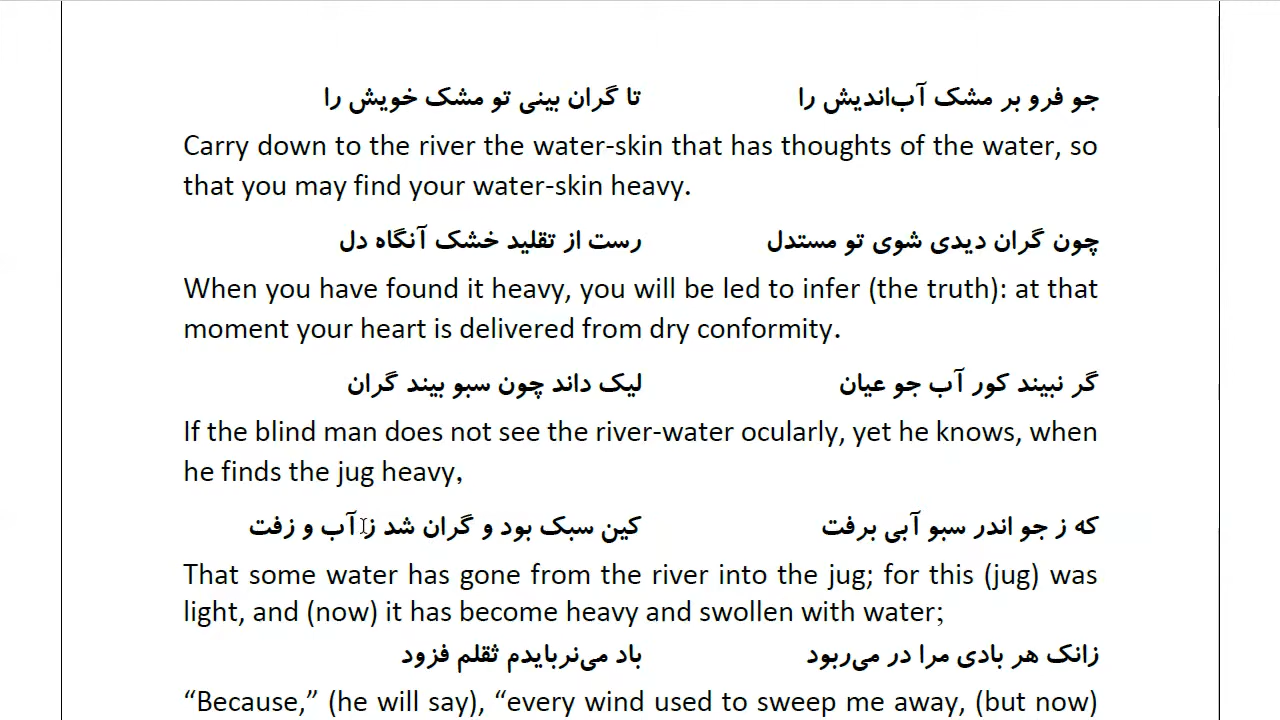 جو فرو بر مشک آب‌اندیش را تا گران بینی تو مشک خویش را
Carry down to the river the water-skin that has thoughts of the water, so
that you may find your water-skin heavy.
چون گران دیدی شوی تو مستدل رست از تقلید خشک آنگاه دل
When you have found it heavy, you will be led to infer (the truth): at that
moment your heart is delivered from dry conformity.
گر نبیند کور آب جو عیان لیک داند چون سبو بیند گران
If the blind man does not see the river-water ocularly, yet he knows, when
he finds the jug heavy,
که ز جو اندر سبو آبی برفت کین سبک بود و گران شد ز آب و زفت
That some water has gone from the river into the jug; for this (jug) was
light, and (now) it has become heavy and swollen with water;
زانک هر بادی مرا در می‌ربود باد می‌نربایدم ثقلم فزود
“Because,” (he will say), “every wind used to sweep me away, (but now)